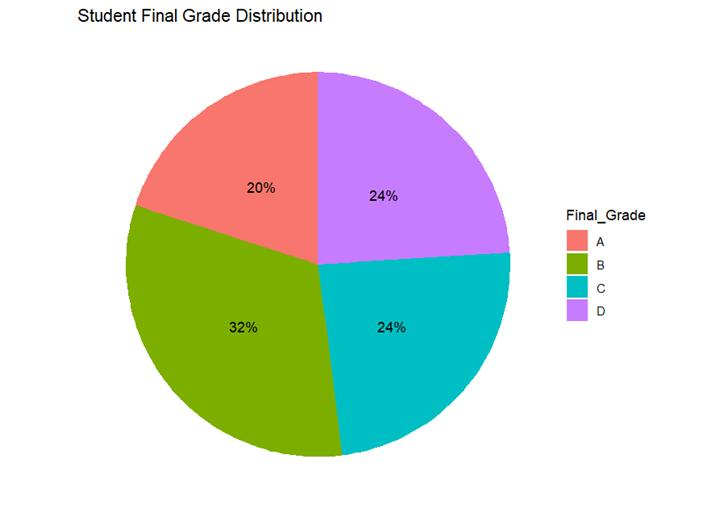 Student Final Grade Distribution
20%
24%
32%
24%
Final_Grade
A
B
C
D